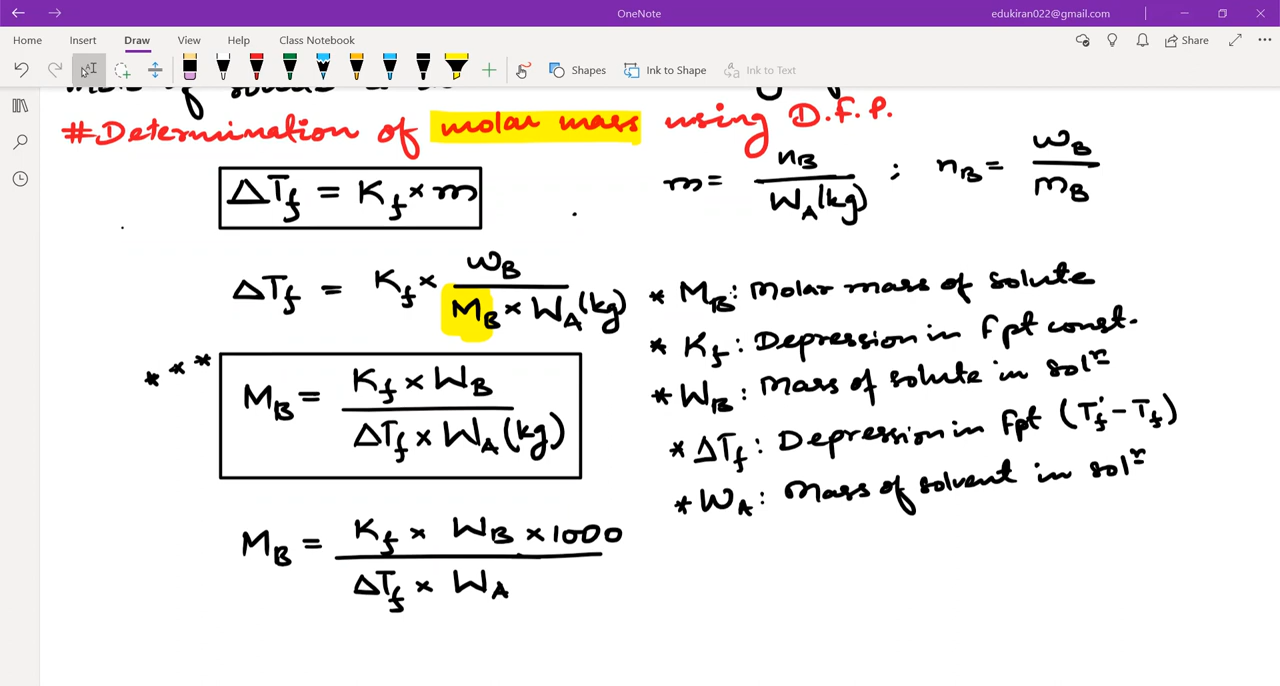 OneNote
edukiran022@gmail.com
Home Insert Draw View Help Class Notebook
Share
Shapes Ink to Shape Ink to Text
# Determination of molar mass using D.f.P.
ΔTf = Kf × m
m = nB / WA(kg) ; nB = wB / mB
ΔTf = Kf × wB / MB × WA(kg)
* MB: Molar mass of solute
* Kf: Depression in fpt const.
* * * MB = Kf × WB / ΔTf × WA(kg)
* WB: Mass of solute in solⁿ
* ΔTf: Depression in fpt (Tf° - Tf)
* WA: Mass of solvent in solⁿ
MB = Kf × WB × 1000 / ΔTf × WA